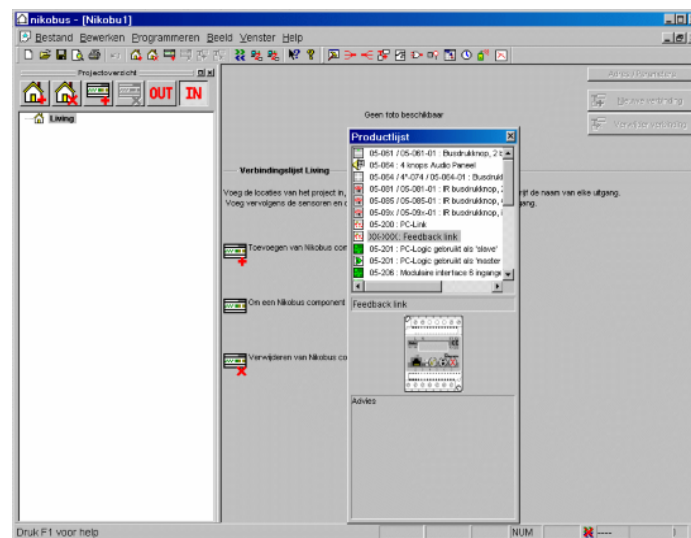 nikobus - [Nikobu1]
Bestand Bewerken Programmeren Beeld Venster Help
Projectoverzicht
OUT IN
Living
Geen foto beschikbaar
Verbindingslijst Living
Voeg de locaties van het project in,
rijf de naam van elke uitgang.
Voeg vervolgens de sensoren en
gang.
Toevoegen van Nikobus
Om een Nikobus component
Verwijderen van Nikobus
Nieuwe verbinding
Verwijder verbinding
Productlijst
05-061 / 05-061-01 : Busdrukknop, 2
05-064 : 4 knops Audio Paneel
05-064 / 4*-074 / 05-064-01 : Busdruk
05-081 / 05-081-01 : IR busdrukknop,
05-085 / 05-085-01 : IR busdrukknop,
05-09x / 05-09x-01 : IR busdrukknop,
05-200 : PC-Link
XX-XXX : Feedback link
05-201 : PC-Logic gebruikt als 'slave'
05-201 : PC-Logic gebruikt als 'master
05-206 : Modulaire interface 6 ingange
Feedback link
Advies
Druk F1 voor help
NUM
----